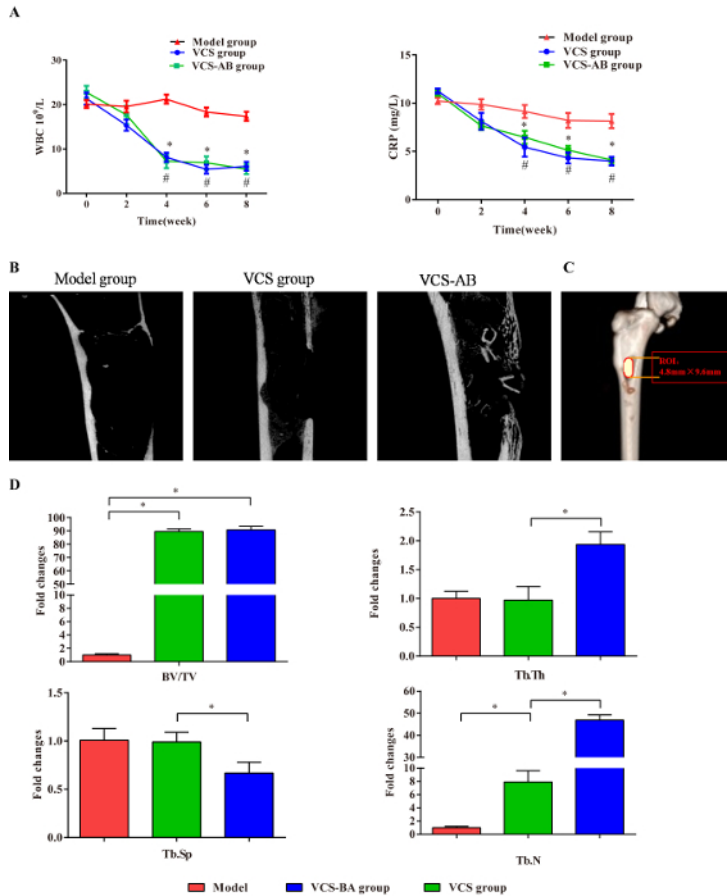 A
Model group
VCS group
VCS-AB group
WBC 10⁹/L
30
20
10
0
* * *
# # #
0 2 4 6 8
Time(week)
Model group
VCS group
VCS-AB group
CRP (mg/L)
15
10
5
0
* * *
# # #
0 2 4 6 8
Time(week)
B
Model group VCS group VCS-AB
C
ROI-
4.8mm×9.6mm
D
*
*
Fold changes
100
90
80
70
60
50
10
8
6
4
2
0
BV/TV
*
Fold changes
2.5
2.0
1.5
1.0
0.5
0.0
Tb.Th
*
Fold changes
1.5
1.0
0.5
0.0
Tb.Sp
* *
Fold changes
60
50
40
30
10
8
6
4
2
0
Tb.N
Model VCS-BA group VCS group